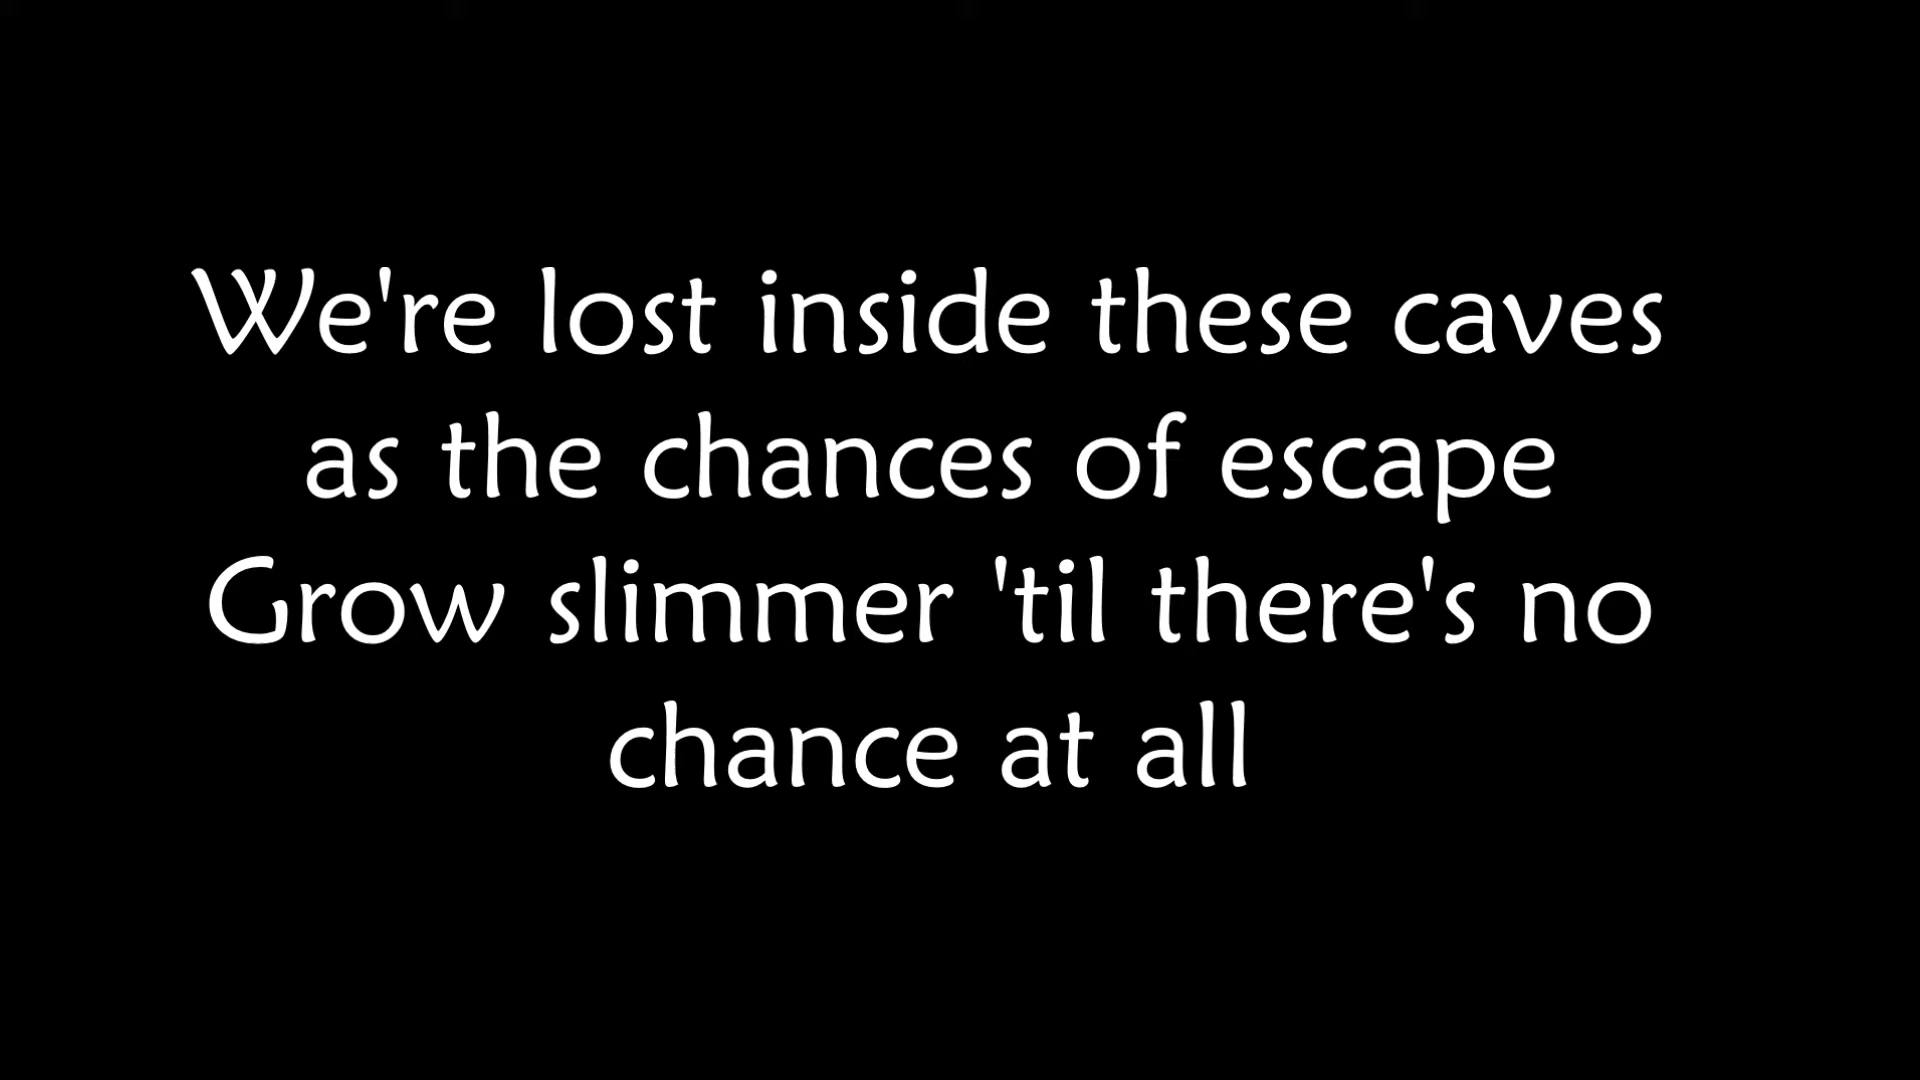 We're lost inside these caves
as the chances of escape
Grow slimmer 'til there's no
chance at all